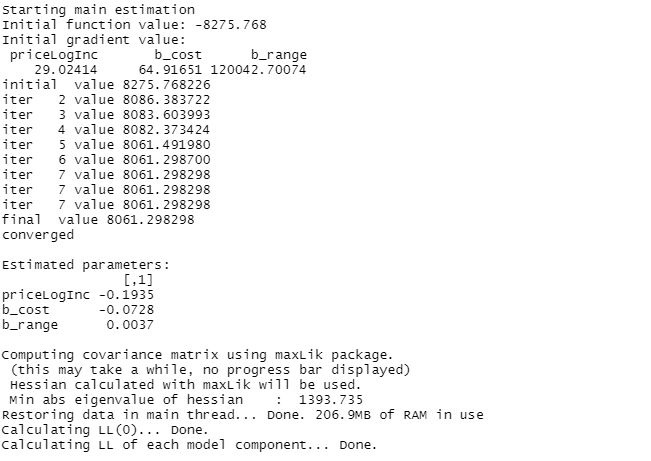 Starting main estimation
Initial function value: -8275.768
Initial gradient value:
 priceLogInc       b_cost      b_range
    29.02414     64.91651 120042.70074
initial  value 8275.768226
iter   2 value 8086.383722
iter   3 value 8083.603993
iter   4 value 8082.373424
iter   5 value 8061.491980
iter   6 value 8061.298700
iter   7 value 8061.298298
iter   7 value 8061.298298
iter   7 value 8061.298298
final  value 8061.298298
converged

Estimated parameters:
               [,1]
priceLogInc -0.1935
b_cost      -0.0728
b_range      0.0037

Computing covariance matrix using maxLik package.
 (this may take a while, no progress bar displayed)
 Hessian calculated with maxLik will be used.
 Min abs eigenvalue of hessian    :  1393.735
Restoring data in main thread... Done. 206.9MB of RAM in use
Calculating LL(0)... Done.
Calculating LL of each model component... Done.